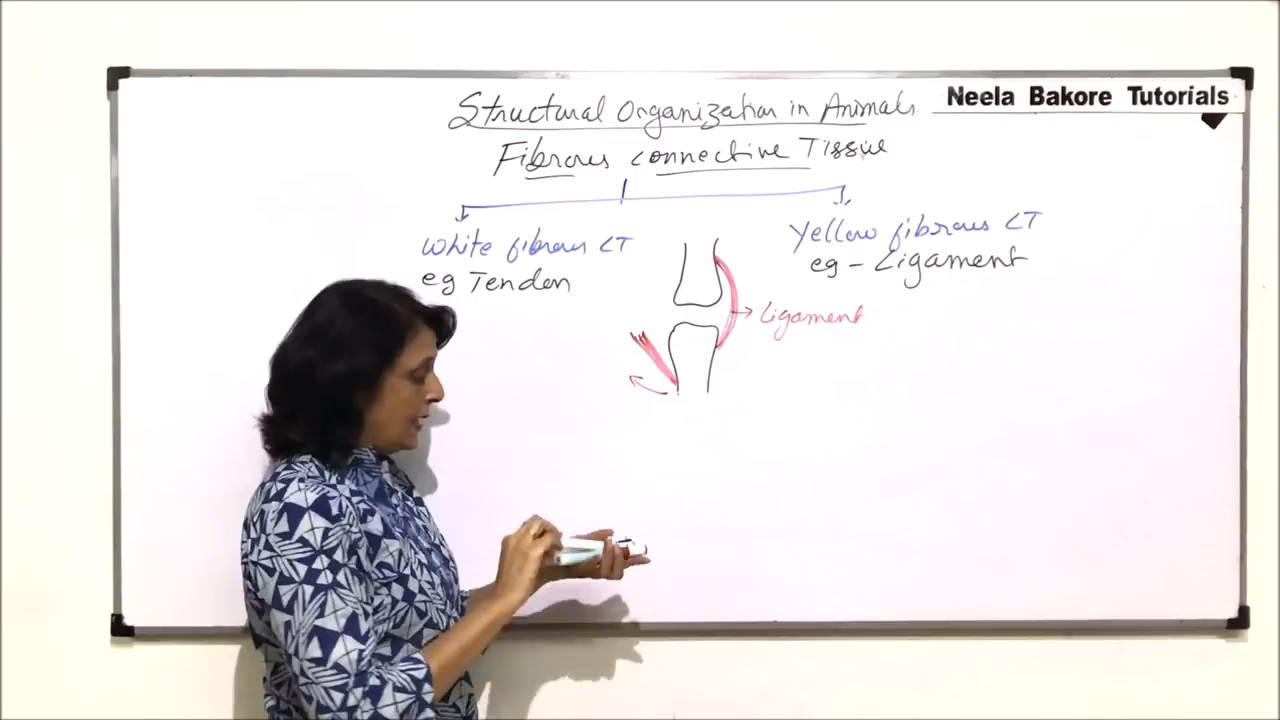 Structural Organization in Animals.
Neela Bakore Tutorials
Fibrous connective Tissue
White fibrous CT
eg Tendon
Yellow fibrous CT
eg - Ligament
Ligament